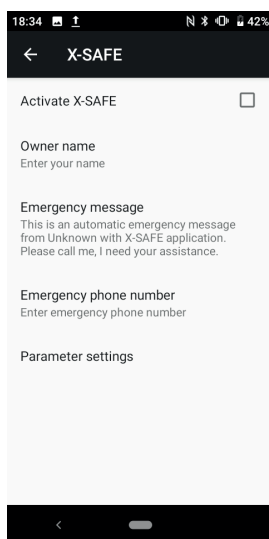 18:34 42%
X-SAFE
Activate X-SAFE
Owner name
Enter your name
Emergency message
This is an automatic emergency message
from Unknown with X-SAFE application.
Please call me, I need your assistance.
Emergency phone number
Enter emergency phone number
Parameter settings